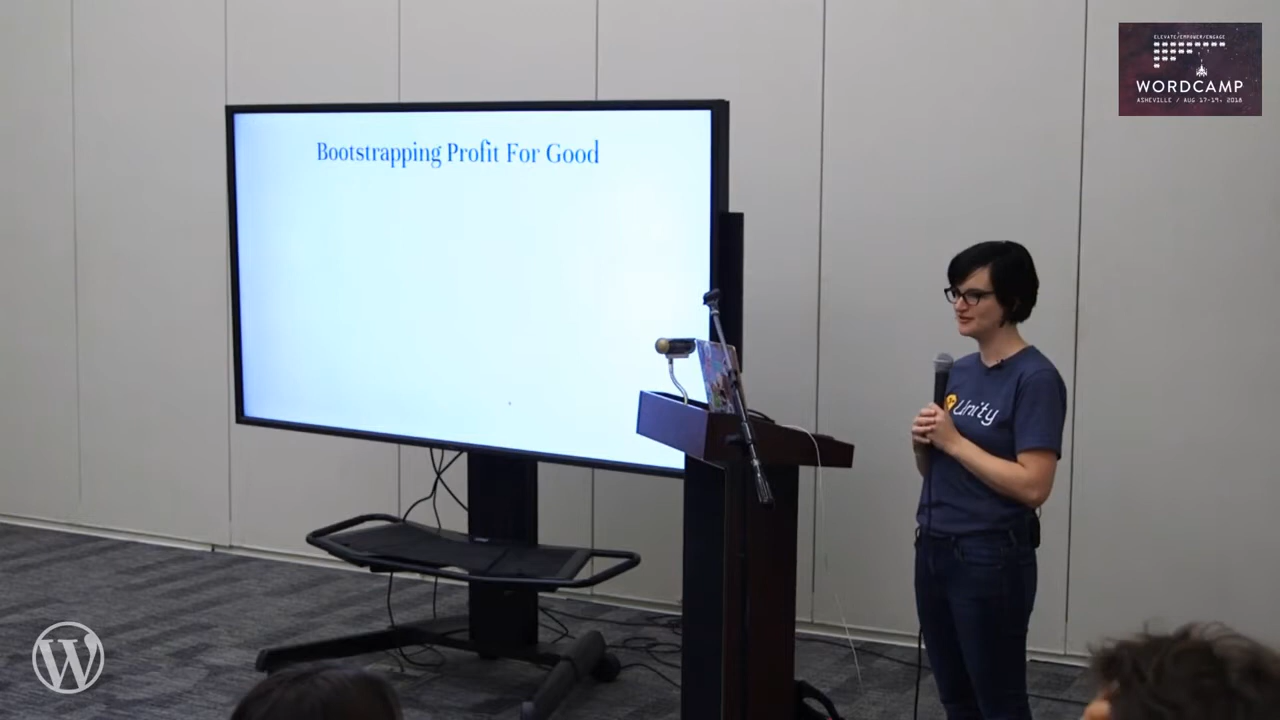 ELEVATE/EMPOWER/ENGAGE
WORDCAMP
ASHEVILLE / AUG 17-19, 2018
Bootstrapping Profit For Good
Unity
W